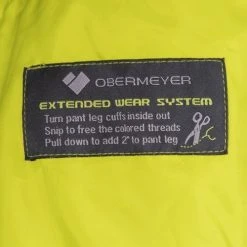 OBERMEYER
EXTENDED WEAR SYSTEM
Turn pant leg cuffs inside out
Snip to free the colored threads
Pull down to add 2" to pant leg